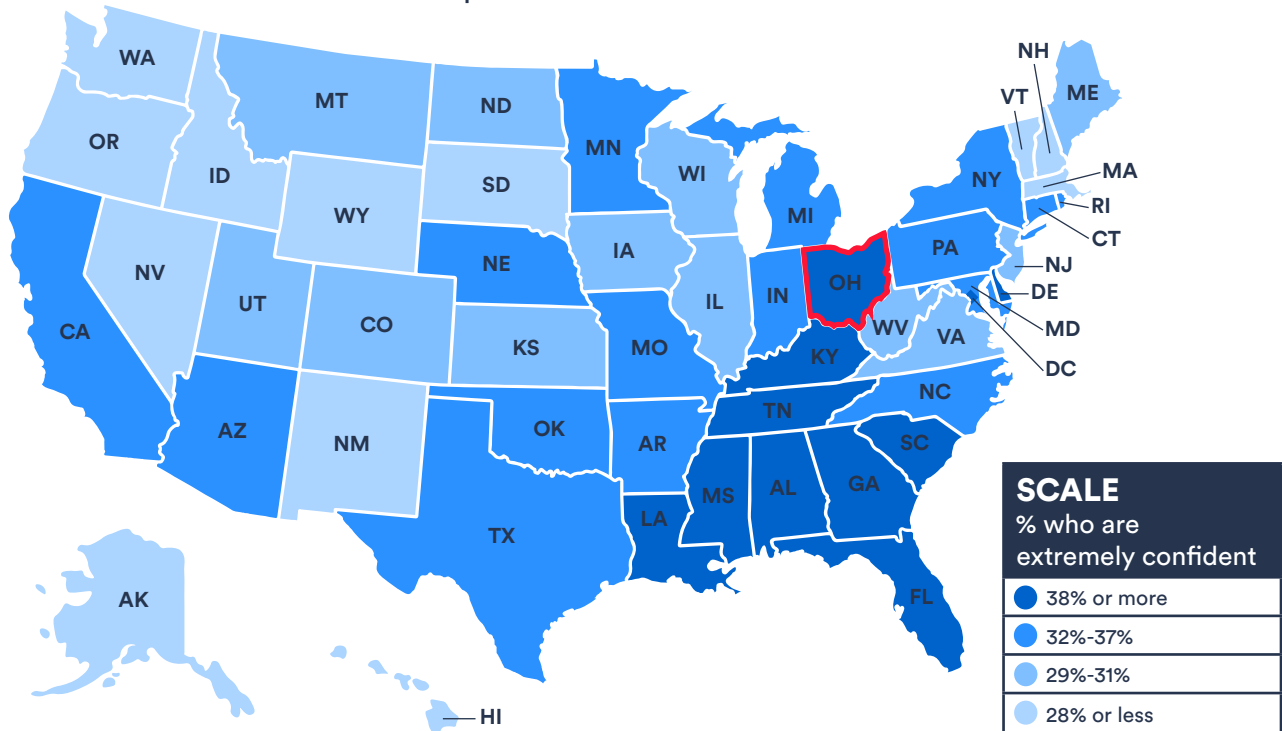 WA
MT
ND
MN
OR
ID
SD
WI
WY
MI
NY
VT
NH
ME
MA
RI
CT
NV
UT
NE
IA
PA
NJ
CA
CO
KS
IL
IN
OH
DE
MD
DC
WV
VA
MO
KY
AZ
NM
OK
AR
TN
NC
SC
TX
LA
MS
AL
GA
FL
AK
HI
SCALE
% who are
extremely confident
38% or more
32%-37%
29%-31%
28% or less